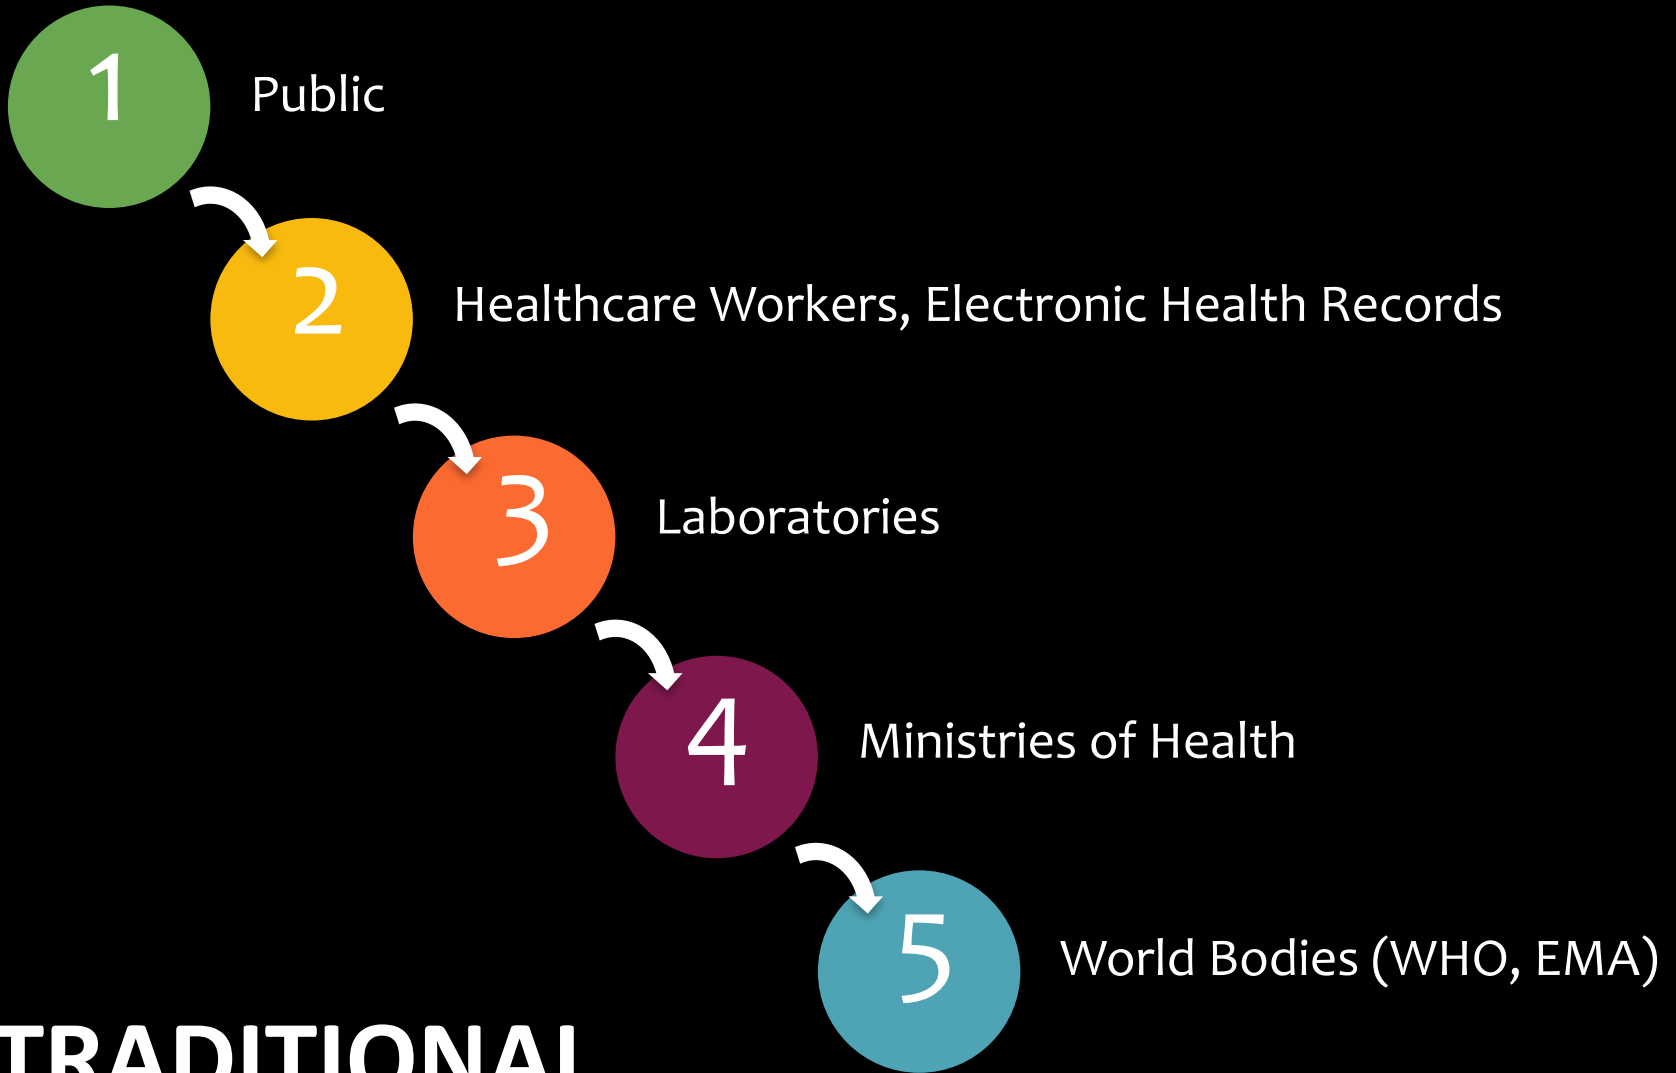 1
Public
2
Healthcare Workers, Electronic Health Records
3
Laboratories
4
Ministries of Health
5
World Bodies (WHO, EMA)
TRADITIONAL